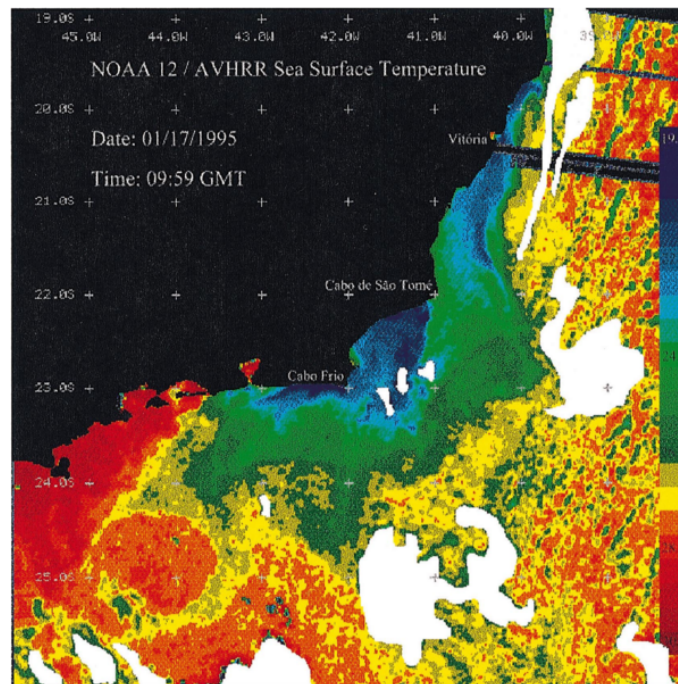 19.0S
45.0W 44.0W 43.0W 42.0W 41.0W 40.0W
NOAA 12 / AVHRR Sea Surface Temperature
20.0S
Date: 01/17/1995
Vitória
Time: 09:59 GMT
21.0S
Cabo de São Tomé
22.0S
Cabo Frio
23.0S
24.0S
25.0S